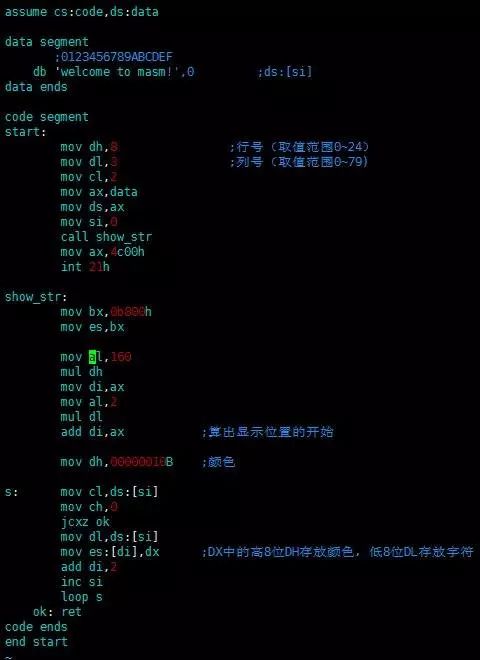 assume cs:code,ds:data
data segment
;0123456789ABCDEF
db 'welcome to masm!',0 ;ds:[si]
data ends
code segment
start:
mov dh,8 ;行号（取值范围0~24）
mov dl,3 ;列号（取值范围0~79)
mov cl,2
mov ax,data
mov ds,ax
mov si,0
call show_str
mov ax,4c00h
int 21h
show_str:
mov bx,0b800h
mov es,bx
mov al,160
mul dh
mov di,ax
mov al,2
mul dl
add di,ax ;算出显示位置的开始
mov dh,00000010B ;颜色
s: mov cl,ds:[si]
mov ch,0
jcxz ok
mov dl,ds:[si]
mov es:[di],dx ;DX中的高8位DH存放颜色，低8位DL存放字符
add di,2
inc si
loop s
ok: ret
code ends
end start
~